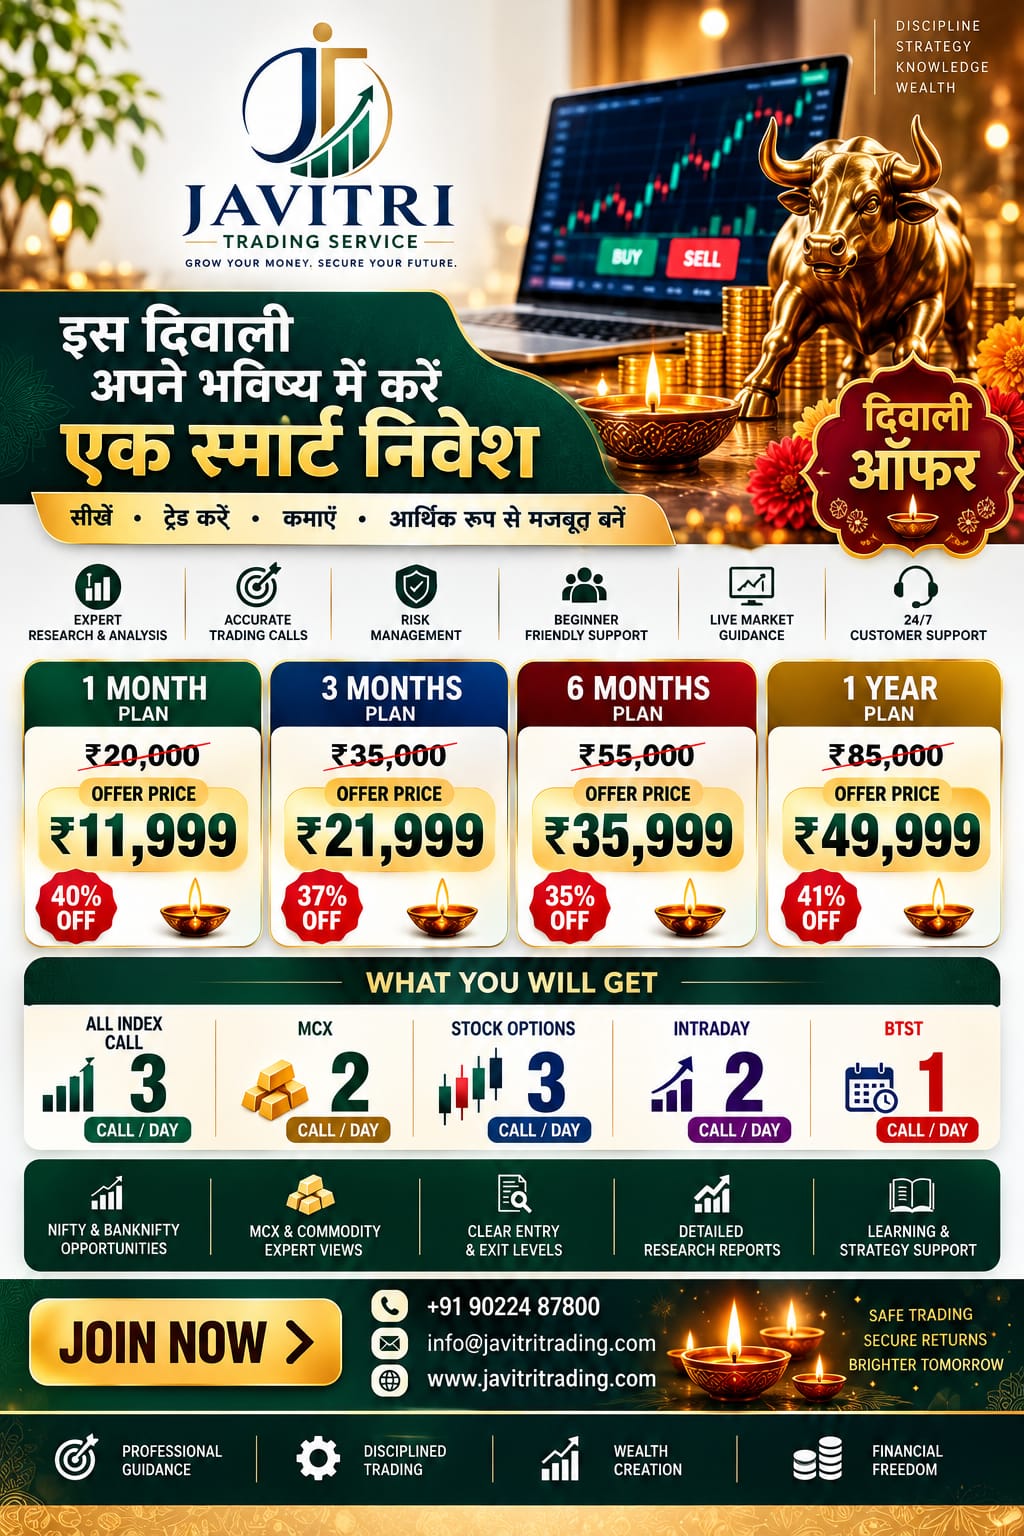 DISCIPLINE
STRATEGY
KNOWLEDGE
WEALTH
JAVITRI
TRADING SERVICE
GROW YOUR MONEY. SECURE YOUR FUTURE.
BUY
SELL
इस दिवाली
अपने भविष्य में करें
एक स्मार्ट निवेश
सीखें • ट्रेड करें • कमाएं • आर्थिक रूप से मजबूत बनें
दिवाली
ऑफर
EXPERT
RESEARCH & ANALYSIS
ACCURATE
TRADING CALLS
RISK
MANAGEMENT
BEGINNER
FRIENDLY SUPPORT
LIVE MARKET
GUIDANCE
24/7
CUSTOMER SUPPORT
1 MONTH
PLAN
₹20,000
OFFER PRICE
₹11,999
40%
OFF
3 MONTHS
PLAN
₹35,000
OFFER PRICE
₹21,999
37%
OFF
6 MONTHS
PLAN
₹55,000
OFFER PRICE
₹35,999
35%
OFF
1 YEAR
PLAN
₹85,000
OFFER PRICE
₹49,999
41%
OFF
WHAT YOU WILL GET
ALL INDEX
CALL
3
CALL / DAY
MCX
2
CALL / DAY
STOCK OPTIONS
3
CALL / DAY
INTRADAY
2
CALL / DAY
BTST
1
CALL / DAY
NIFTY & BANKNIFTY
OPPORTUNITIES
MCX & COMMODITY
EXPERT VIEWS
CLEAR ENTRY
& EXIT LEVELS
DETAILED
RESEARCH REPORTS
LEARNING &
STRATEGY SUPPORT
JOIN NOW
+91 90224 87800
info@javitritrading.com
www.javitritrading.com
SAFE TRADING
SECURE RETURNS
BRIGHTER TOMORROW
PROFESSIONAL
GUIDANCE
DISCIPLINED
TRADING
WEALTH
CREATION
FINANCIAL
FREEDOM